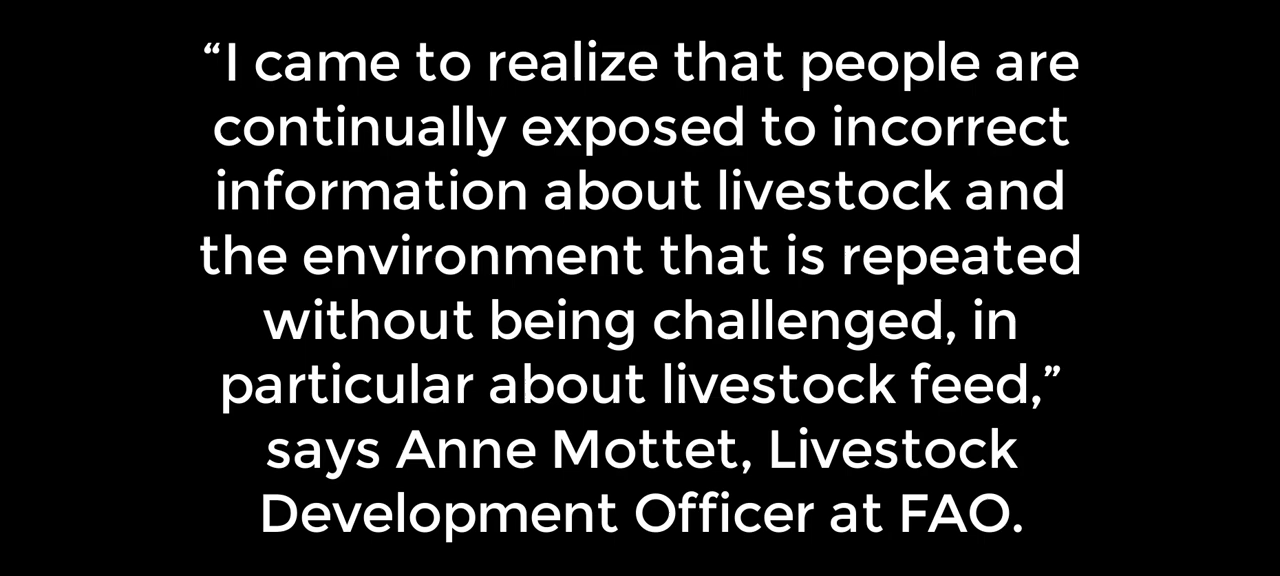 “I came to realize that people are
continually exposed to incorrect
information about livestock and
the environment that is repeated
without being challenged, in
particular about livestock feed,”
says Anne Mottet, Livestock
Development Officer at FAO.